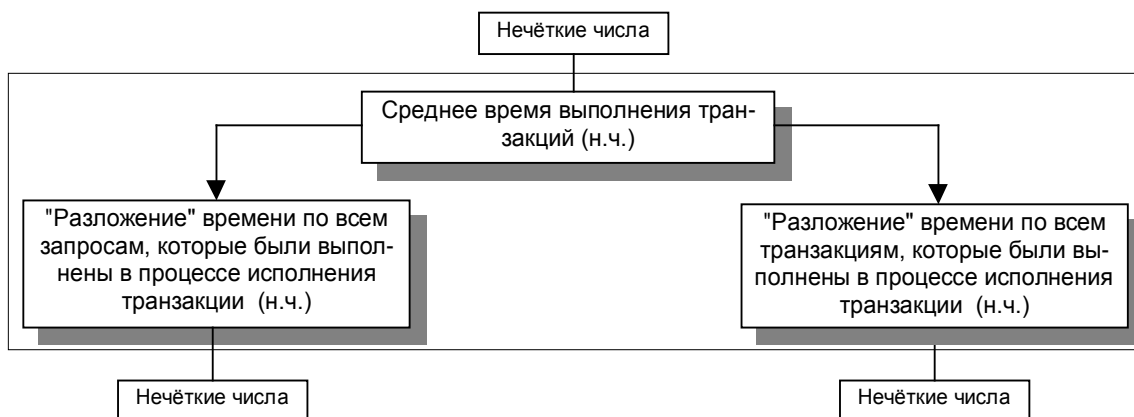 Нечёткие числа
Среднее время выполнения тран-
закций (н.ч.)
"Разложение" времени по всем
запросам, которые были выпол-
нены в процессе исполнения
транзакции (н.ч.)
"Разложение" времени по всем
транзакциям, которые были вы-
полнены в процессе исполнения
транзакции (н.ч.)
Нечёткие числа
Нечёткие числа